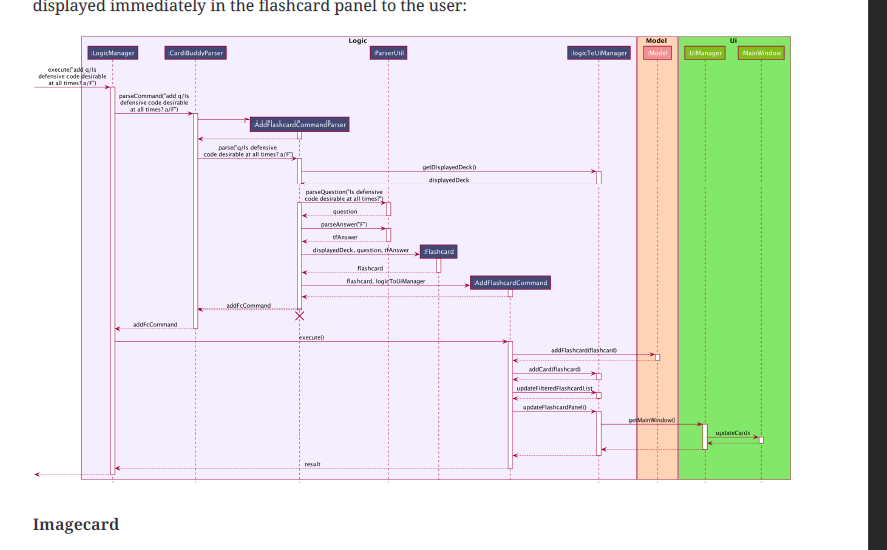 displayed immediately in the flashcard panel to the user:
Logic
Model
Ui
:LogicManager
:CardiBuddyParser
:ParserUtil
:logicToUiManager
:Model
:UiManager
:MainWindow
execute("add q/Is
defensive code desirable
at all times? a/F")
parseCommand("add q/Is
defensive code desirable
at all times? a/F")
AddFlashcardCommandParser
parse("q/Is defensive
code desirable at all times? a/F")
getDisplayedDeck()
displayedDeck
parseQuestion("Is defensive
code desirable at all times?")
question
parseAnswer("F")
tfAnswer
displayedDeck, question, tfAnswer
:Flashcard
flashcard
flashcard, logicToUiManager
:AddFlashcardCommand
addFcCommand
addFcCommand
execute()
addFlashcard(flashcard)
addCard(flashcard)
updateFilteredFlashcardList
updateFlashcardPanel()
getMainWindow()
updateCards
result
Imagecard